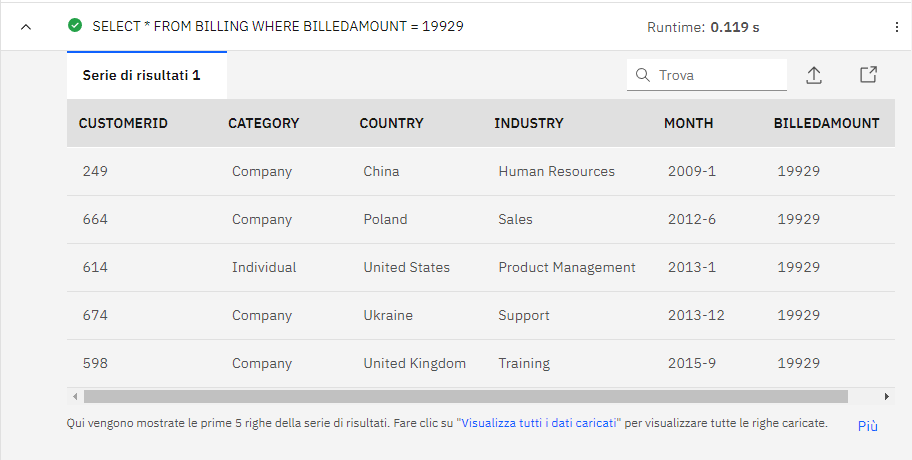 SELECT * FROM BILLING WHERE BILLEDAMOUNT = 19929 Runtime: 0.119 s
Serie di risultati 1 Trova
CUSTOMERID CATEGORY COUNTRY INDUSTRY MONTH BILLEDAMOUNT
249 Company China Human Resources 2009-1 19929
664 Company Poland Sales 2012-6 19929
614 Individual United States Product Management 2013-1 19929
674 Company Ukraine Support 2013-12 19929
598 Company United Kingdom Training 2015-9 19929
Qui vengono mostrate le prime 5 righe della serie di risultati. Fare clic su "Visualizza tutti i dati caricati" per visualizzare tutte le righe caricate. Più